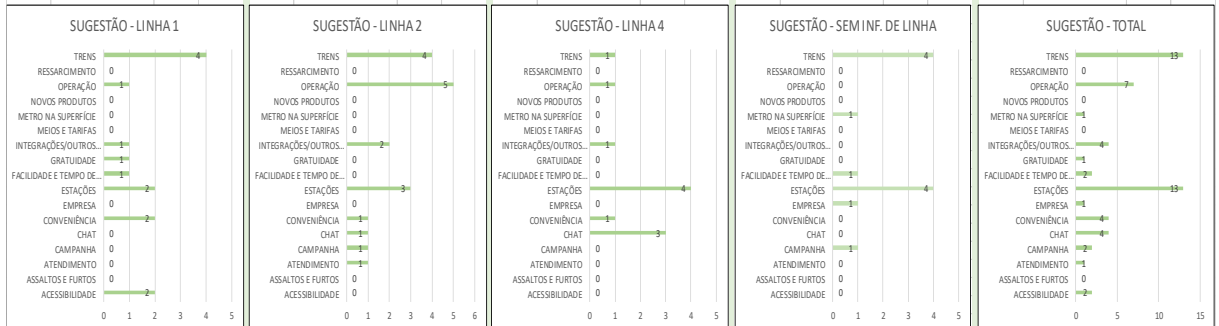 SUGESTÃO - LINHA 1
TRENS 4
RESSARCIMENTO 0
OPERAÇÃO 1
NOVOS PRODUTOS 0
METRO NA SUPERFÍCIE 0
MEIOS E TARIFAS 0
INTEGRAÇÕES/OUTROS... 1
GRATUIDADE 1
FACILIDADE E TEMPO DE... 1
ESTAÇÕES 2
EMPRESA 0
CONVENIÊNCIA 2
CHAT 0
CAMPANHA 0
ATENDIMENTO 0
ASSALTOS E FURTOS 0
ACESSIBILIDADE 2
0 1 2 3 4 5
SUGESTÃO - LINHA 2
TRENS 4
RESSARCIMENTO 0
OPERAÇÃO 5
NOVOS PRODUTOS 0
METRO NA SUPERFÍCIE 0
MEIOS E TARIFAS 0
INTEGRAÇÕES/OUTROS... 2
GRATUIDADE 0
FACILIDADE E TEMPO DE... 0
ESTAÇÕES 3
EMPRESA 0
CONVENIÊNCIA 1
CHAT 1
CAMPANHA 1
ATENDIMENTO 1
ASSALTOS E FURTOS 0
ACESSIBILIDADE 0
0 1 2 3 4 5 6
SUGESTÃO - LINHA 4
TRENS 1
RESSARCIMENTO 0
OPERAÇÃO 1
NOVOS PRODUTOS 0
METRO NA SUPERFÍCIE 0
MEIOS E TARIFAS 0
INTEGRAÇÕES/OUTROS... 1
GRATUIDADE 0
FACILIDADE E TEMPO DE... 0
ESTAÇÕES 4
EMPRESA 0
CONVENIÊNCIA 1
CHAT 3
CAMPANHA 0
ATENDIMENTO 0
ASSALTOS E FURTOS 0
ACESSIBILIDADE 0
0 1 2 3 4 5
SUGESTÃO - SEM INF. DE LINHA
TRENS 4
RESSARCIMENTO 0
OPERAÇÃO 0
NOVOS PRODUTOS 0
METRO NA SUPERFÍCIE 1
MEIOS E TARIFAS 0
INTEGRAÇÕES/OUTROS... 0
GRATUIDADE 0
FACILIDADE E TEMPO DE... 1
ESTAÇÕES 4
EMPRESA 1
CONVENIÊNCIA 0
CHAT 0
CAMPANHA 1
ATENDIMENTO 0
ASSALTOS E FURTOS 0
ACESSIBILIDADE 0
0 1 2 3 4 5
SUGESTÃO - TOTAL
TRENS 13
RESSARCIMENTO 0
OPERAÇÃO 7
NOVOS PRODUTOS 0
METRO NA SUPERFÍCIE 1
MEIOS E TARIFAS 0
INTEGRAÇÕES/OUTROS... 4
GRATUIDADE 1
FACILIDADE E TEMPO DE... 2
ESTAÇÕES 13
EMPRESA 1
CONVENIÊNCIA 4
CHAT 4
CAMPANHA 2
ATENDIMENTO 1
ASSALTOS E FURTOS 0
ACESSIBILIDADE 2
0 5 10 15